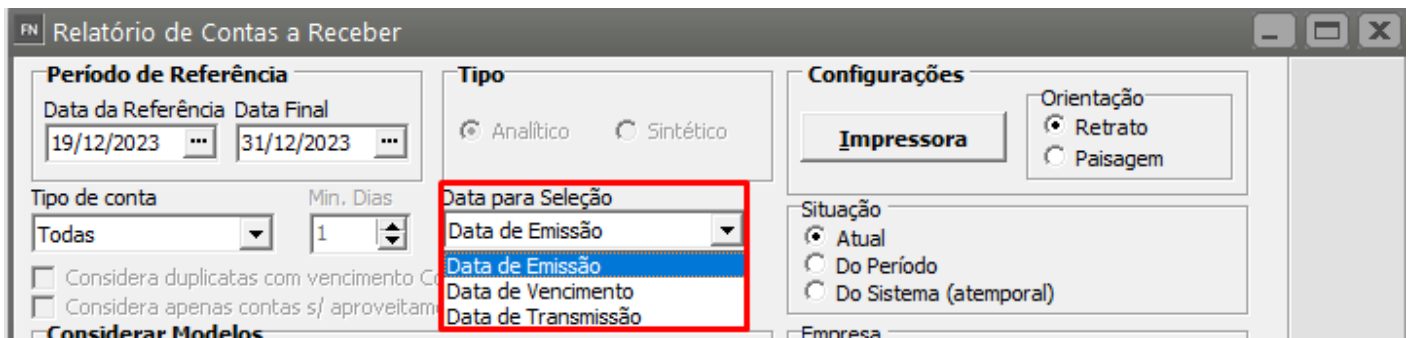 FN Relatório de Contas a Receber
Período de Referência
Data da Referência Data Final
19/12/2023 ... 31/12/2023 ...
Tipo
Analítico Sintético
Configurações
Impressora
Orientação
Retrato
Paisagem
Tipo de conta Min. Dias
Todas 1
Data para Seleção
Data de Emissão
Data de Emissão
Data de Vencimento
Data de Transmissão
Situação
Atual
Do Período
Do Sistema (atemporal)
Considera duplicatas com vencimento
Considera apenas contas s/
Considerar Modelos
Empresa